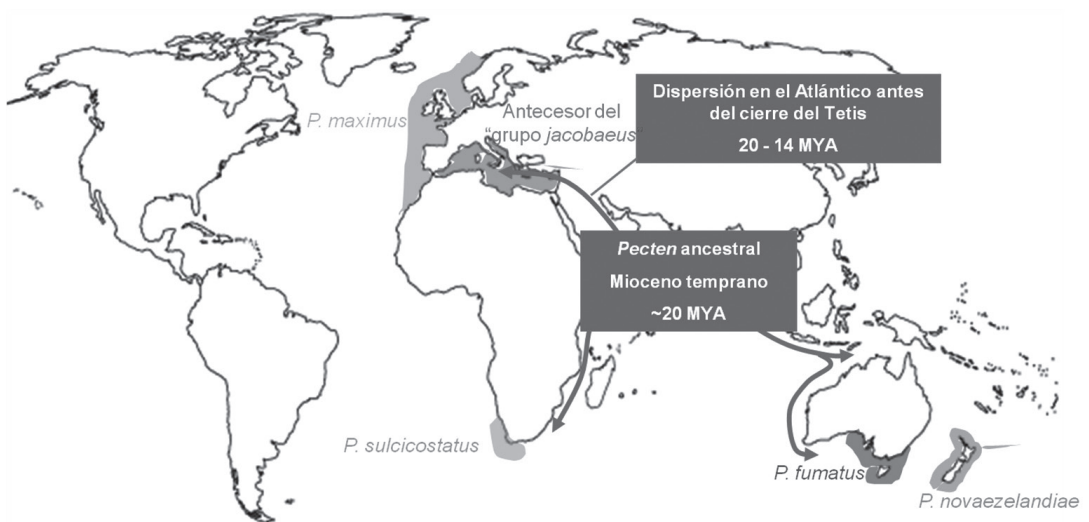 Dispersión en el Atlántico antes
del cierre del Tetis
20 - 14 MYA
P. maximus
Antecesor del
"grupo jacobaeus"
Pecten ancestral
Mioceno temprano
~20 MYA
P. sulcicostatus
P. fumatus
P. novaezelandiae